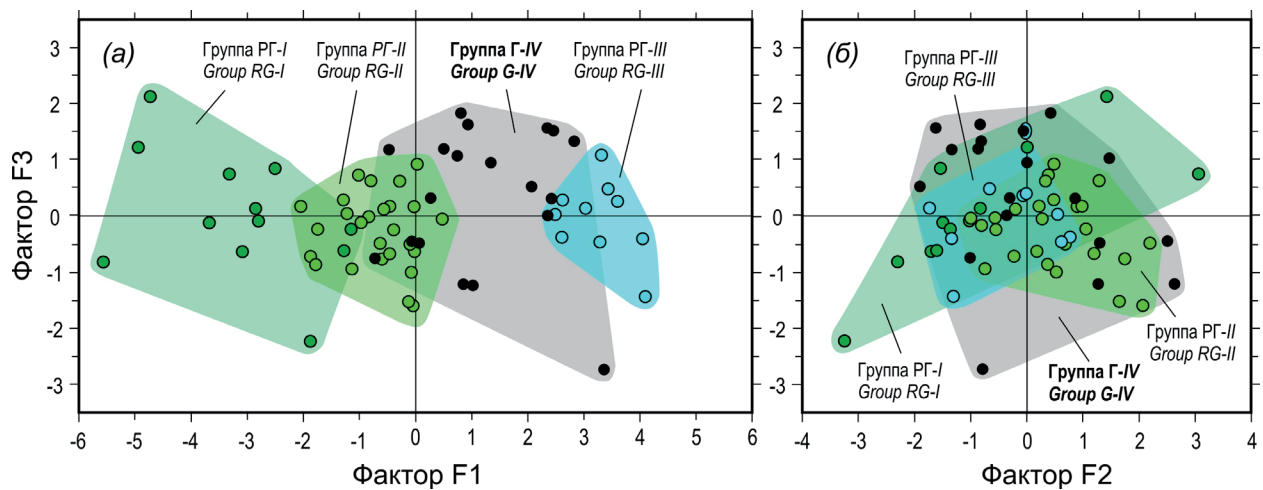 (а)
Группа РГ-I
Group RG-I
Группа РГ-II
Group RG-II
Группа Г-IV
Group G-IV
Группа РГ-III
Group RG-III
3
2
1
0
-1
-2
-3
-6 -5 -4 -3 -2 -1 0 1 2 3 4 5 6
Фактор F3
Фактор F1
(б)
Группа РГ-III
Group RG-III
Группа РГ-I
Group RG-I
Группа Г-IV
Group G-IV
Группа РГ-II
Group RG-II
3
2
1
0
-1
-2
-3
-4 -3 -2 -1 0 1 2 3 4
Фактор F2